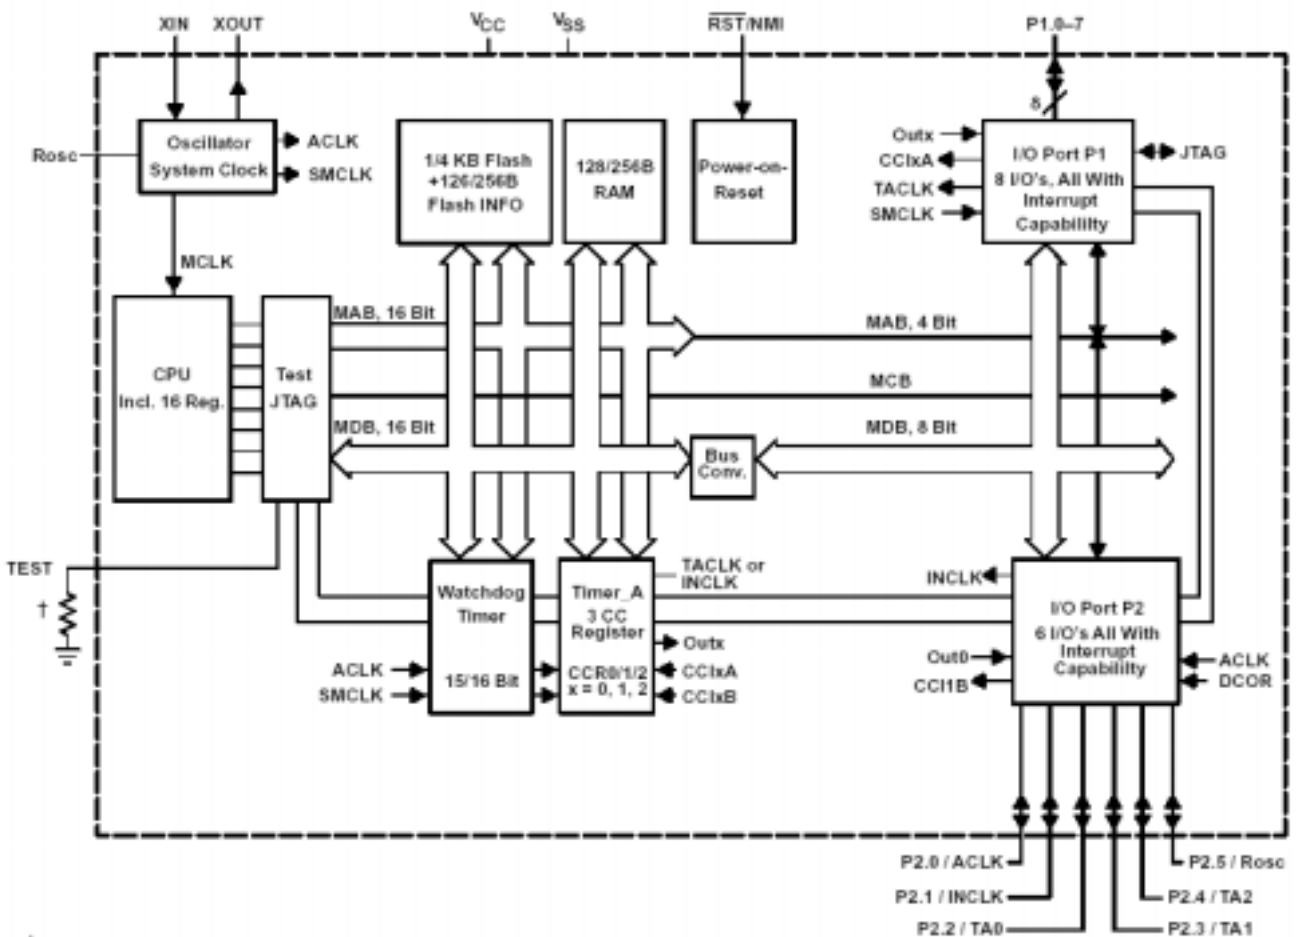 XIN XOUT VCC VSS RST/NMI P1.0–7
8
Rosc
Oscillator
System Clock
ACLK
SMCLK
1/4 KB Flash
+126/256B
Flash INFO
128/256B
RAM
Power-on-
Reset
Outx
CCIxA
TACLK
SMCLK
I/O Port P1
8 I/O's, All With
Interrupt
Capabililty
JTAG
MCLK
CPU
Incl. 16 Reg.
Test
JTAG
MAB, 16 Bit
MAB, 4 Bit
MCB
MDB, 16 Bit
MDB, 8 Bit
Bus
Conv.
TEST
†
Watchdog
Timer
15/16 Bit
ACLK
SMCLK
Timer_A
3 CC
Register
CCR0/1/2
x = 0, 1, 2
TACLK or
INCLK
Outx
CCIxA
CCIxB
INCLK
Out0
CCI1B
I/O Port P2
6 I/O's All With
Interrupt
Capabililty
ACLK
DCOR
P2.0 / ACLK
P2.1 / INCLK
P2.2 / TA0
P2.5 / Rosc
P2.4 / TA2
P2.3 / TA1